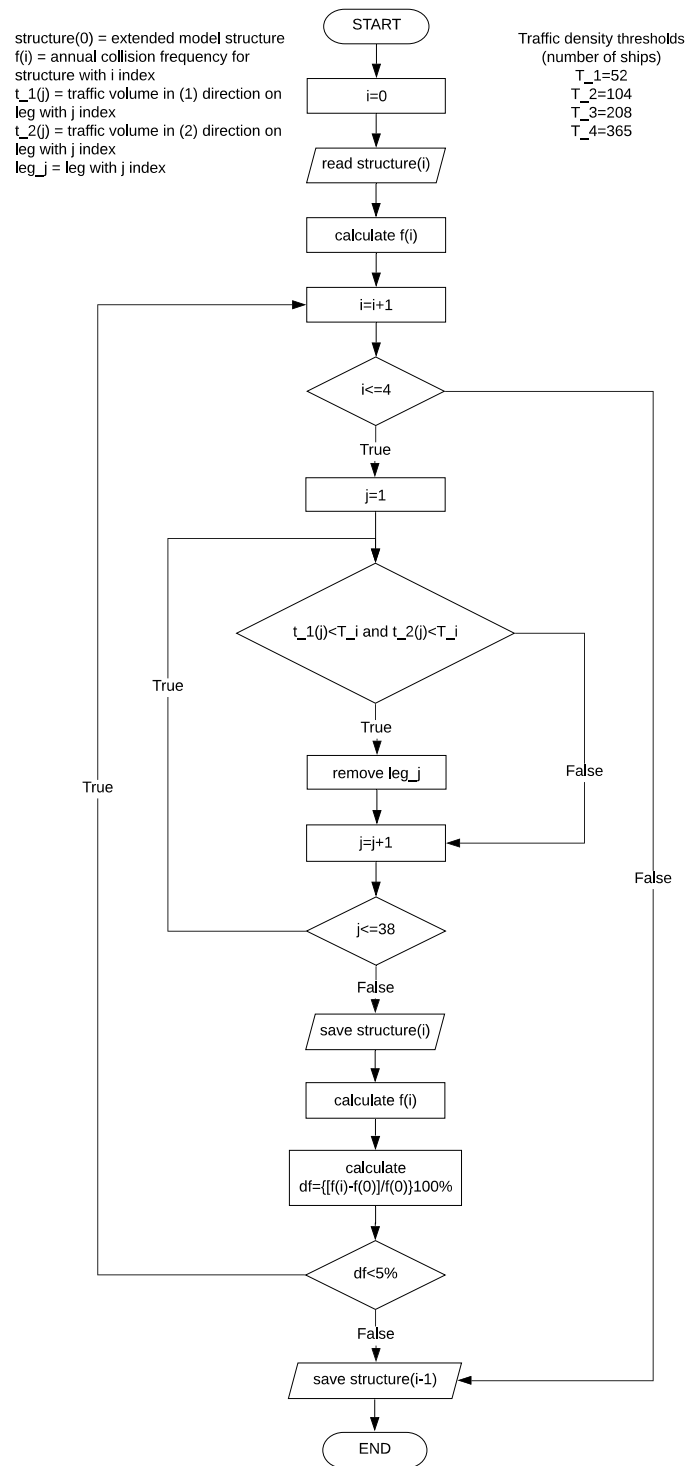 structure(0) = extended model structure
f(i) = annual collision frequency for
structure with i index
t_1(j) = traffic volume in (1) direction on
leg with j index
t_2(j) = traffic volume in (2) direction on
leg with j index
leg_j = leg with j index
Traffic density thresholds
(number of ships)
T_1=52
T_2=104
T_3=208
T_4=365
START
i=0
read structure(i)
calculate f(i)
i=i+1
i<=4
True
j=1
t_1(j)<T_i and t_2(j)<T_i
True
True
remove leg_j
False
True
j=j+1
False
j<=38
False
save structure(i)
calculate f(i)
calculate
df={[f(i)-f(0)]/f(0)}100%
df<5%
False
save structure(i-1)
END